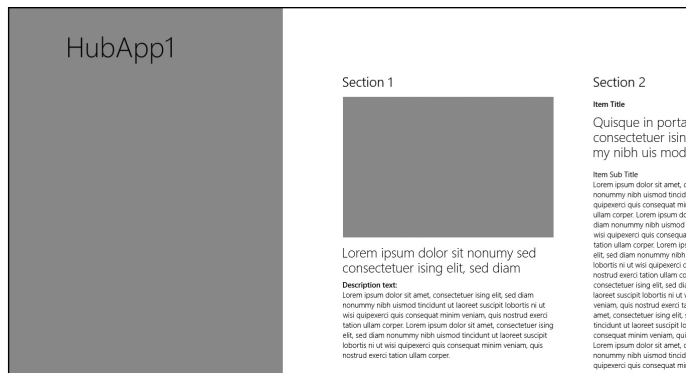 HubApp1
Section 1
Lorem ipsum dolor sit nonumy sed
consectetuer ising elit, sed diam
Description text:
Lorem ipsum dolor sit amet, consectetuer ising elit, sed diam
nonummy nibh uismod tincidunt ut laoreet suscipit lobortis ni ut
wisi quipexerci quis consequat minim veniam, quis nostrud exerci
tation ullam corper. Lorem ipsum dolor sit amet, consectetuer ising
elit, sed diam nonummy nibh uismod tincidunt ut laoreet suscipit
lobortis ni ut wisi quipexerci quis consequat minim veniam, quis
nostrud exerci tation ullam corper.
Section 2
Item Title
Quisque in porta
consectetuer isin
my nibh uis mod
Item Sub Title
Lorem ipsum dolor sit amet,
nonummy nibh uismod tincid
quipexerci quis consequat mi
ullam corper. Lorem ipsum do
diam nonummy nibh uismod
wisi quipexerci quis consequa
tation ullam corper. Lorem ips
elit, sed diam nonummy nibh
lobortis ni ut wisi quipexerci
nostrud exerci tation ullam co
consectetuer ising elit, sed dia
laoreet suscipit lobortis ni ut
veniam, quis nostrud exerci ta
amet, consectetuer ising elit,
tincidunt ut laoreet suscipit lo
consequat minim veniam, qui
Lorem ipsum dolor sit amet,
nonummy nibh uismod tincid
quipexerci quis consequat mi